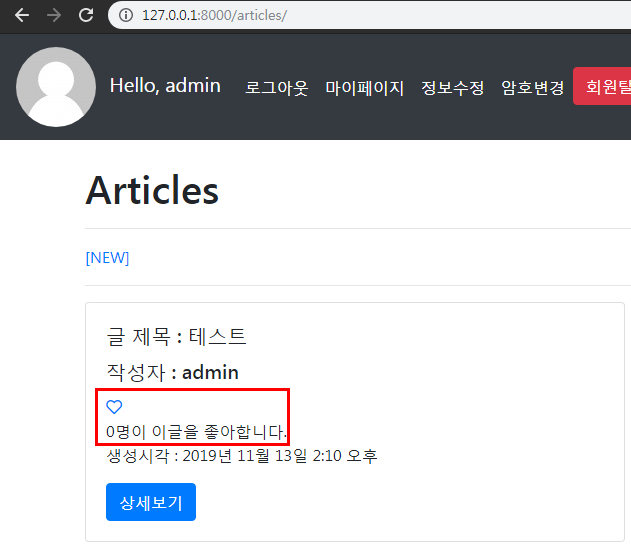 127.0.0.1:8000/articles/
Hello, admin 로그아웃 마이페이지 정보수정 암호변경 회원탈
Articles
[NEW]
글 제목 : 테스트
작성자 : admin
0명이 이글을 좋아합니다.
생성시각 : 2019년 11월 13일 2:10 오후
상세보기